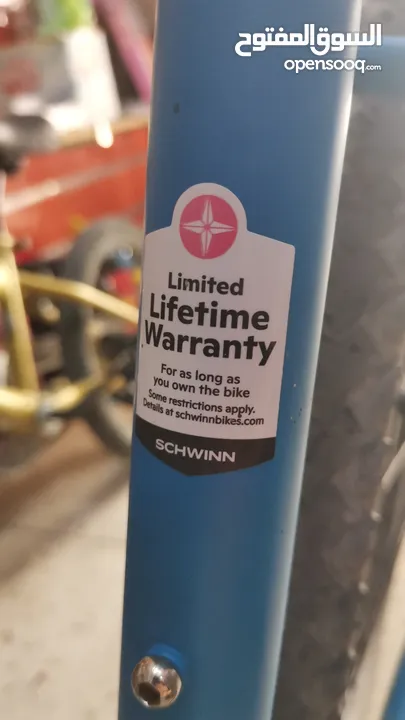 السوق المفتوح
opensooq.com
Limited
Lifetime
Warranty
For as long as
you own the bike
Some restrictions apply.
Details at schwinnbikes.com
SCHWINN